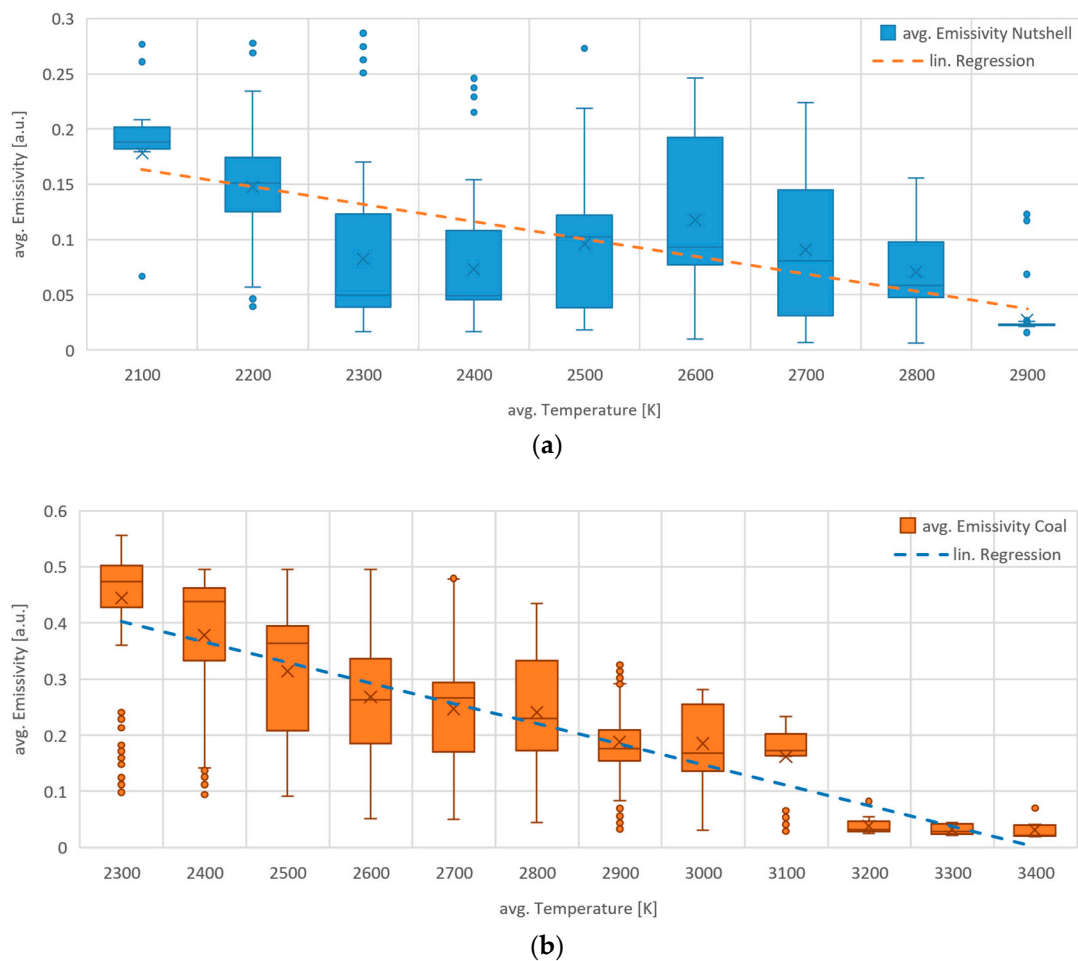 0.3
0.25
0.2
0.15
0.1
0.05
0
avg. Emissivity [a.u.]
avg. Emissivity Nutshell
lin. Regression
2100 2200 2300 2400 2500 2600 2700 2800 2900
avg. Temperature [K]
(a)
0.6
0.5
0.4
0.3
0.2
0.1
0
avg. Emissivity [a.u.]
avg. Emissivity Coal
lin. Regression
2300 2400 2500 2600 2700 2800 2900 3000 3100 3200 3300 3400
avg. Temperature [K]
(b)